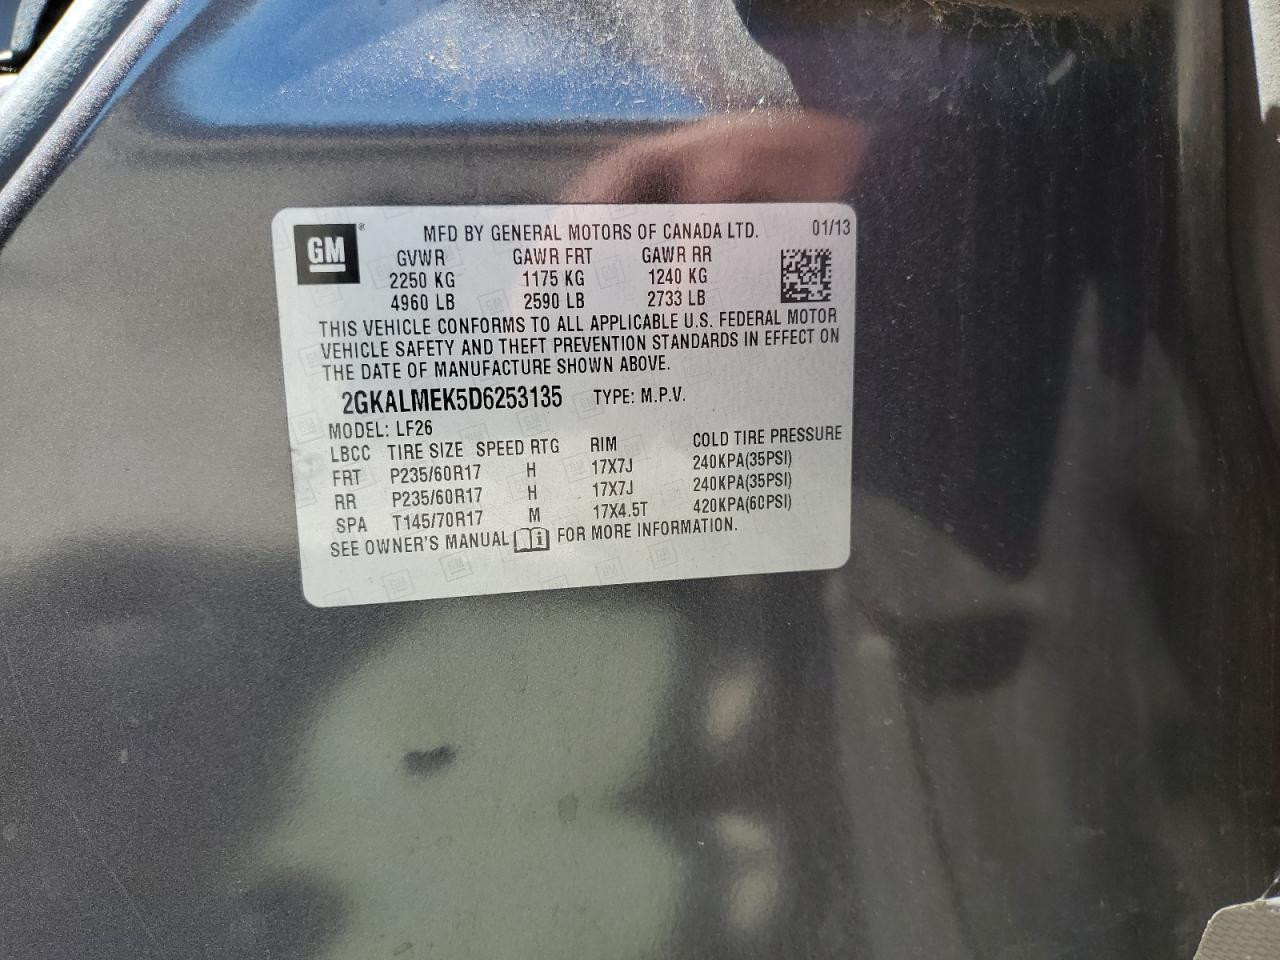 GM ®
MFD BY GENERAL MOTORS OF CANADA LTD. 01/13
GVWR GAWR FRT GAWR RR
2250 KG 1175 KG 1240 KG
4960 LB 2590 LB 2733 LB
THIS VEHICLE CONFORMS TO ALL APPLICABLE U.S. FEDERAL MOTOR
VEHICLE SAFETY AND THEFT PREVENTION STANDARDS IN EFFECT ON
THE DATE OF MANUFACTURE SHOWN ABOVE.
2GKALMEK5D6253135 TYPE: M.P.V.
MODEL: LF26
LBCC TIRE SIZE SPEED RTG RIM COLD TIRE PRESSURE
FRT P235/60R17 H 17X7J 240KPA(35PSI)
RR P235/60R17 H 17X7J 240KPA(35PSI)
SPA T145/70R17 M 17X4.5T 420KPA(60PSI)
SEE OWNER'S MANUAL i FOR MORE INFORMATION.